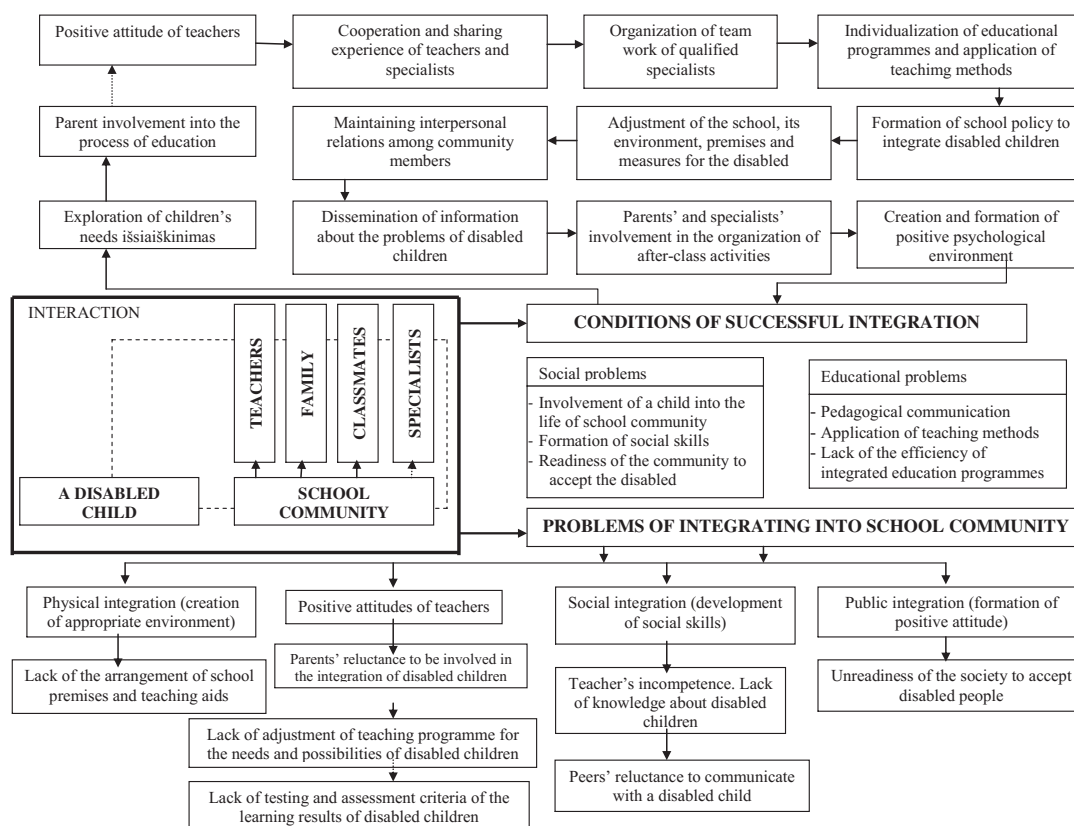 Positive attitude of teachers
Cooperation and sharing
experience of teachers and
specialists
Organization of team
work of qualified
specialists
Individualization of educational
programmes and application of
teachimg methods
Parent involvement into the
process of education
Maintaining interpersonal
relations among community
members
Adjustment of the school, its
environment, premises and
measures for the disabled
Formation of school policy to
integrate disabled children
Exploration of children’s
needs išsiaiškinimas
Dissemination of information
about the problems of disabled
children
Parents’ and specialists’
involvement in the organization of
after-class activities
Creation and formation of
positive psychological
environment
INTERACTION
TEACHERS
FAMILY
CLASSMATES
SPECIALISTS
A DISABLED
CHILD
SCHOOL
COMMUNITY
CONDITIONS OF SUCCESSFUL INTEGRATION
Social problems
- Involvement of a child into the
life of school community
- Formation of social skills
- Readiness of the community to
accept the disabled
Educational problems
- Pedagogical communication
- Application of teaching methods
- Lack of the efficiency of
integrated education programmes
PROBLEMS OF INTEGRATING INTO SCHOOL COMMUNITY
Physical integration (creation
of appropriate environment)
Lack of the arrangement of school
premises and teaching aids
Positive attitudes of teachers
Parents’ reluctance to be involved in
the integration of disabled children
Lack of adjustment of teaching programme for
the needs and possibilities of disabled children
Lack of testing and assessment criteria of the
learning results of disabled children
Social integration (development
of social skills)
Teacher’s incompetence. Lack
of knowledge about disabled
children
Peers’ reluctance to communicate
with a disabled child
Public integration (formation of
positive attitude)
Unreadiness of the society to accept
disabled people